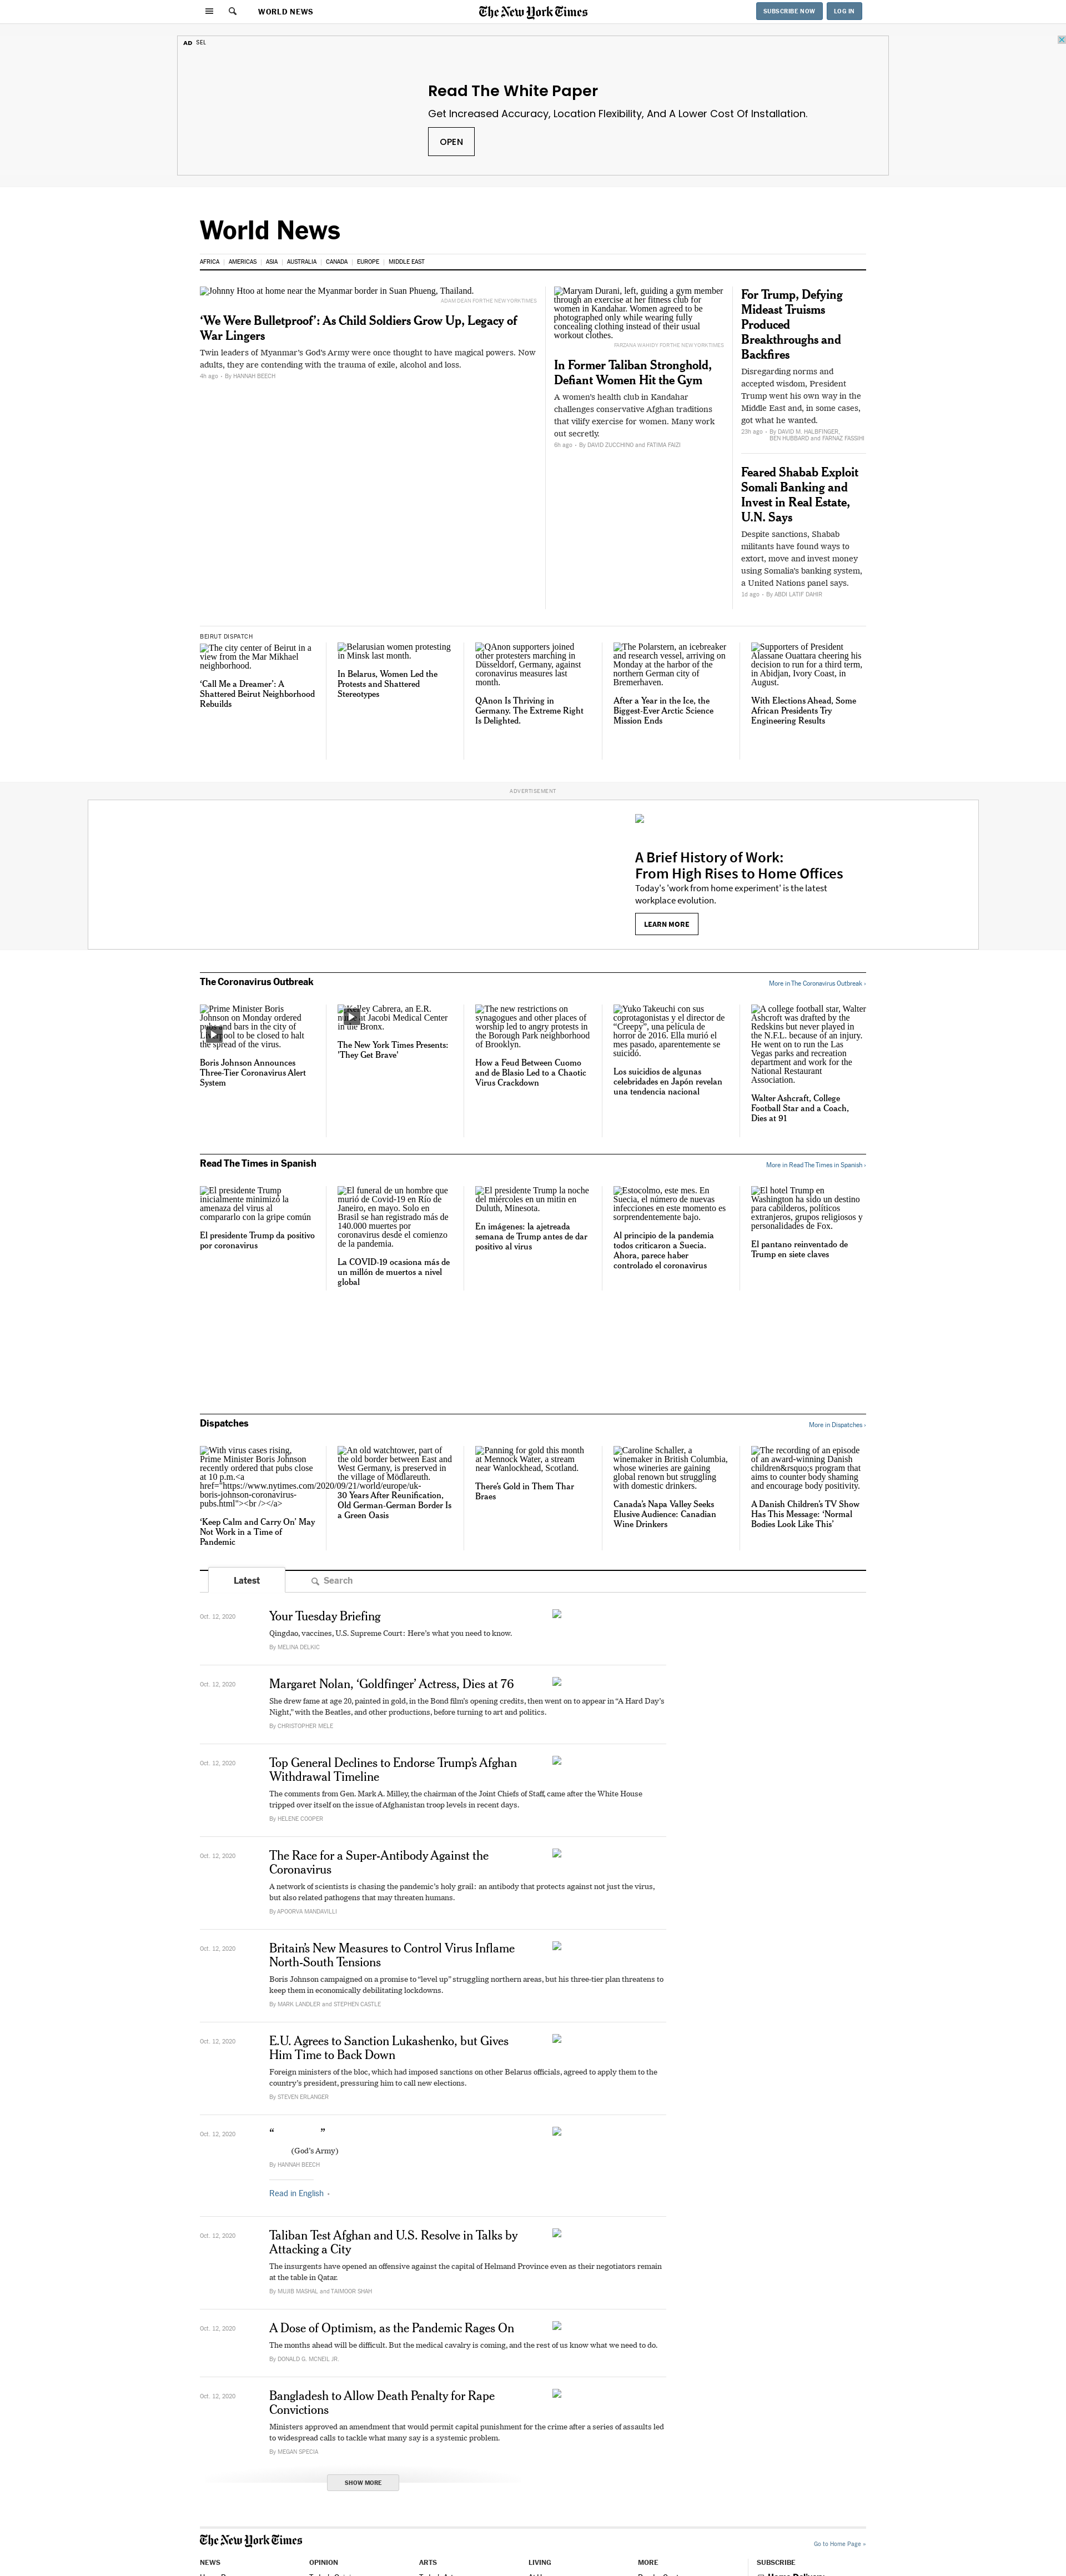 WORLD NEWS
The New York Times
SUBSCRIBE NOW
LOG IN
AD SEL
Read The White Paper
Get Increased Accuracy, Location Flexibility, And A Lower Cost Of Installation.
OPEN
World News
AFRICA
AMERICAS
ASIA
AUSTRALIA
CANADA
EUROPE
MIDDLE EAST
Johnny Htoo at home near the Myanmar border in Suan Phueng, Thailand.
ADAM DEAN FOR THE NEW YORK TIMES
‘We Were Bulletproof’: As Child Soldiers Grow Up, Legacy of
War Lingers
Twin leaders of Myanmar’s God’s Army were once thought to have magical powers. Now
adults, they are contending with the trauma of exile, alcohol and loss.
4h ago - By HANNAH BEECH
Maryam Durani, left, guiding a gym member
through an exercise at her fitness club for
women in Kandahar. Women agreed to be
photographed only while wearing fully
concealing clothing instead of their usual
workout clothes.
FARZANA WAHIDY FOR THE NEW YORK TIMES
In Former Taliban Stronghold,
Defiant Women Hit the Gym
A women’s health club in Kandahar
challenges conservative Afghan traditions
that vilify exercise for women. Many work
out secretly.
6h ago - By DAVID ZUCCHINO and FATIMA FAIZI
For Trump, Defying
Mideast Truisms
Produced
Breakthroughs and
Backfires
Disregarding norms and
accepted wisdom, President
Trump went his own way in the
Middle East and, in some cases,
got what he wanted.
23h ago - By DAVID M. HALBFINGER,
BEN HUBBARD and FARNAZ FASSIHI
Feared Shabab Exploit
Somali Banking and
Invest in Real Estate,
U.N. Says
Despite sanctions, Shabab
militants have found ways to
extort, move and invest money
using Somalia’s banking system,
a United Nations panel says.
1d ago - By ABDI LATIF DAHIR
BEIRUT DISPATCH
The city center of Beirut in a
view from the Mar Mikhael
neighborhood.
‘Call Me a Dreamer’: A
Shattered Beirut Neighborhood
Rebuilds
Belarusian women protesting
in Minsk last month.
In Belarus, Women Led the
Protests and Shattered
Stereotypes
QAnon supporters joined
other protesters marching in
Düsseldorf, Germany, against
coronavirus measures last
month.
QAnon Is Thriving in
Germany. The Extreme Right
Is Delighted.
The Polarstern, an icebreaker
and research vessel, arriving on
Monday at the harbor of the
northern German city of
Bremerhaven.
After a Year in the Ice, the
Biggest-Ever Arctic Science
Mission Ends
Supporters of President
Alassane Ouattara cheering his
decision to run for a third term,
in Abidjan, Ivory Coast, in
August.
With Elections Ahead, Some
African Presidents Try
Engineering Results
ADVERTISEMENT
A Brief History of Work:
From High Rises to Home Offices
Today's 'work from home experiment' is the latest
workplace evolution.
LEARN MORE
The Coronavirus Outbreak
More in The Coronavirus Outbreak ›
Prime Minister Boris
Johnson on Monday ordered
pubs and bars in the city of
Liverpool to be closed to halt
the spread of the virus.
Boris Johnson Announces
Three-Tier Coronavirus Alert
System
Kelley Cabrera, an E.R.
nurse at Jacobi Medical Center
in the Bronx.
The New York Times Presents:
'They Get Brave'
The new restrictions on
synagogues and other places of
worship led to angry protests in
the Borough Park neighborhood
of Brooklyn.
How a Feud Between Cuomo
and de Blasio Led to a Chaotic
Virus Crackdown
Yuko Takeuchi con sus
coprotagonistas y el director de
“Creepy”, una película de
horror de 2016. Ella murió el
mes pasado, aparentemente se
suicidó.
Los suicidios de algunas
celebridades en Japón revelan
una tendencia nacional
A college football star, Walter
Ashcroft was drafted by the
Redskins but never played in
the N.F.L. because of an injury.
He went on to run the Las
Vegas parks and recreation
department and work for the
National Restaurant
Association.
Walter Ashcraft, College
Football Star and a Coach,
Dies at 91
Read The Times in Spanish
More in Read The Times in Spanish ›
El presidente Trump
inicialmente minimizó la
amenaza del virus al
compararlo con la gripe común
El presidente Trump da positivo
por coronavirus
El funeral de un hombre que
murió de Covid-19 en Río de
Janeiro, en mayo. Solo en
Brasil se han registrado más de
140.000 muertes por
coronavirus desde el comienzo
de la pandemia.
La COVID-19 ocasiona más de
un millón de muertos a nivel
global
El presidente Trump la noche
del miércoles en un mitin en
Duluth, Minesota.
En imágenes: la ajetreada
semana de Trump antes de dar
positivo al virus
Estocolmo, este mes. En
Suecia, el número de nuevas
infecciones en este momento es
sorprendentemente bajo.
Al principio de la pandemia
todos criticaron a Suecia.
Ahora, parece haber
controlado el coronavirus
El hotel Trump en
Washington ha sido un destino
para cabilderos, políticos
extranjeros, grupos religiosos y
personalidades de Fox.
El pantano reinventado de
Trump en siete claves
Dispatches
More in Dispatches ›
With virus cases rising,
Prime Minister Boris Johnson
recently ordered that pubs close
at 10 p.m.<a
href="https://www.nytimes.com/2020/09/21/world/europe/uk-
boris-johnson-coronavirus-
pubs.html"><br /></a>
‘Keep Calm and Carry On’ May
Not Work in a Time of
Pandemic
An old watchtower, part of
the old border between East and
West Germany, is preserved in
the village of Mödlareuth.
30 Years After Reunification,
Old German-German Border Is
a Green Oasis
Panning for gold this month
at Mennock Water, a stream
near Wanlockhead, Scotland.
There’s Gold in Them Thar
Braes
Caroline Schaller, a
winemaker in British Columbia,
whose wineries are gaining
global renown but struggling
with domestic drinkers.
Canada’s Napa Valley Seeks
Elusive Audience: Canadian
Wine Drinkers
The recording of an episode
of an award-winning Danish
children&rsquo;s program that
aims to counter body shaming
and encourage body positivity.
A Danish Children’s TV Show
Has This Message: ‘Normal
Bodies Look Like This’
Latest
Search
Oct. 12, 2020
Your Tuesday Briefing
Qingdao, vaccines, U.S. Supreme Court: Here’s what you need to know.
By MELINA DELKIC
Oct. 12, 2020
Margaret Nolan, ‘Goldfinger’ Actress, Dies at 76
She drew fame at age 20, painted in gold, in the Bond film’s opening credits, then went on to appear in “A Hard Day’s
Night,” with the Beatles, and other productions, before turning to art and politics.
By CHRISTOPHER MELE
Oct. 12, 2020
Top General Declines to Endorse Trump’s Afghan
Withdrawal Timeline
The comments from Gen. Mark A. Milley, the chairman of the Joint Chiefs of Staff, came after the White House
tripped over itself on the issue of Afghanistan troop levels in recent days.
By HELENE COOPER
Oct. 12, 2020
The Race for a Super-Antibody Against the
Coronavirus
A network of scientists is chasing the pandemic’s holy grail: an antibody that protects against not just the virus,
but also related pathogens that may threaten humans.
By APOORVA MANDAVILLI
Oct. 12, 2020
Britain’s New Measures to Control Virus Inflame
North-South Tensions
Boris Johnson campaigned on a promise to “level up” struggling northern areas, but his three-tier plan threatens to
keep them in economically debilitating lockdowns.
By MARK LANDLER and STEPHEN CASTLE
Oct. 12, 2020
E.U. Agrees to Sanction Lukashenko, but Gives
Him Time to Back Down
Foreign ministers of the bloc, which had imposed sanctions on other Belarus officials, agreed to apply them to the
country’s president, pressuring him to call new elections.
By STEVEN ERLANGER
Oct. 12, 2020
“ ”
(God’s Army)
By HANNAH BEECH
Read in English
Oct. 12, 2020
Taliban Test Afghan and U.S. Resolve in Talks by
Attacking a City
The insurgents have opened an offensive against the capital of Helmand Province even as their negotiators remain
at the table in Qatar.
By MUJIB MASHAL and TAIMOOR SHAH
Oct. 12, 2020
A Dose of Optimism, as the Pandemic Rages On
The months ahead will be difficult. But the medical cavalry is coming, and the rest of us know what we need to do.
By DONALD G. MCNEIL JR.
Oct. 12, 2020
Bangladesh to Allow Death Penalty for Rape
Convictions
Ministers approved an amendment that would permit capital punishment for the crime after a series of assaults led
to widespread calls to tackle what many say is a systemic problem.
By MEGAN SPECIA
SHOW MORE
The New York Times
Go to Home Page »
NEWS
OPINION
ARTS
LIVING
MORE
SUBSCRIBE